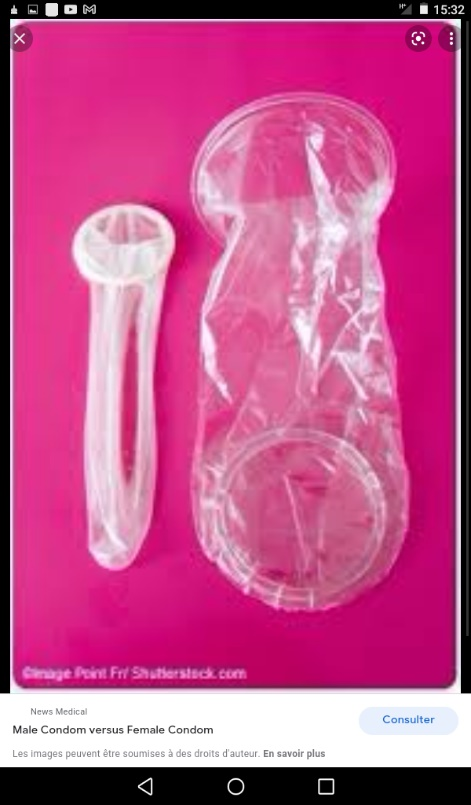 H+
15:32
©Image Point Fr/ Shutterstock.com
News Medical
Male Condom versus Female Condom
Consulter
Les images peuvent être soumises à des droits d'auteur. En savoir plus